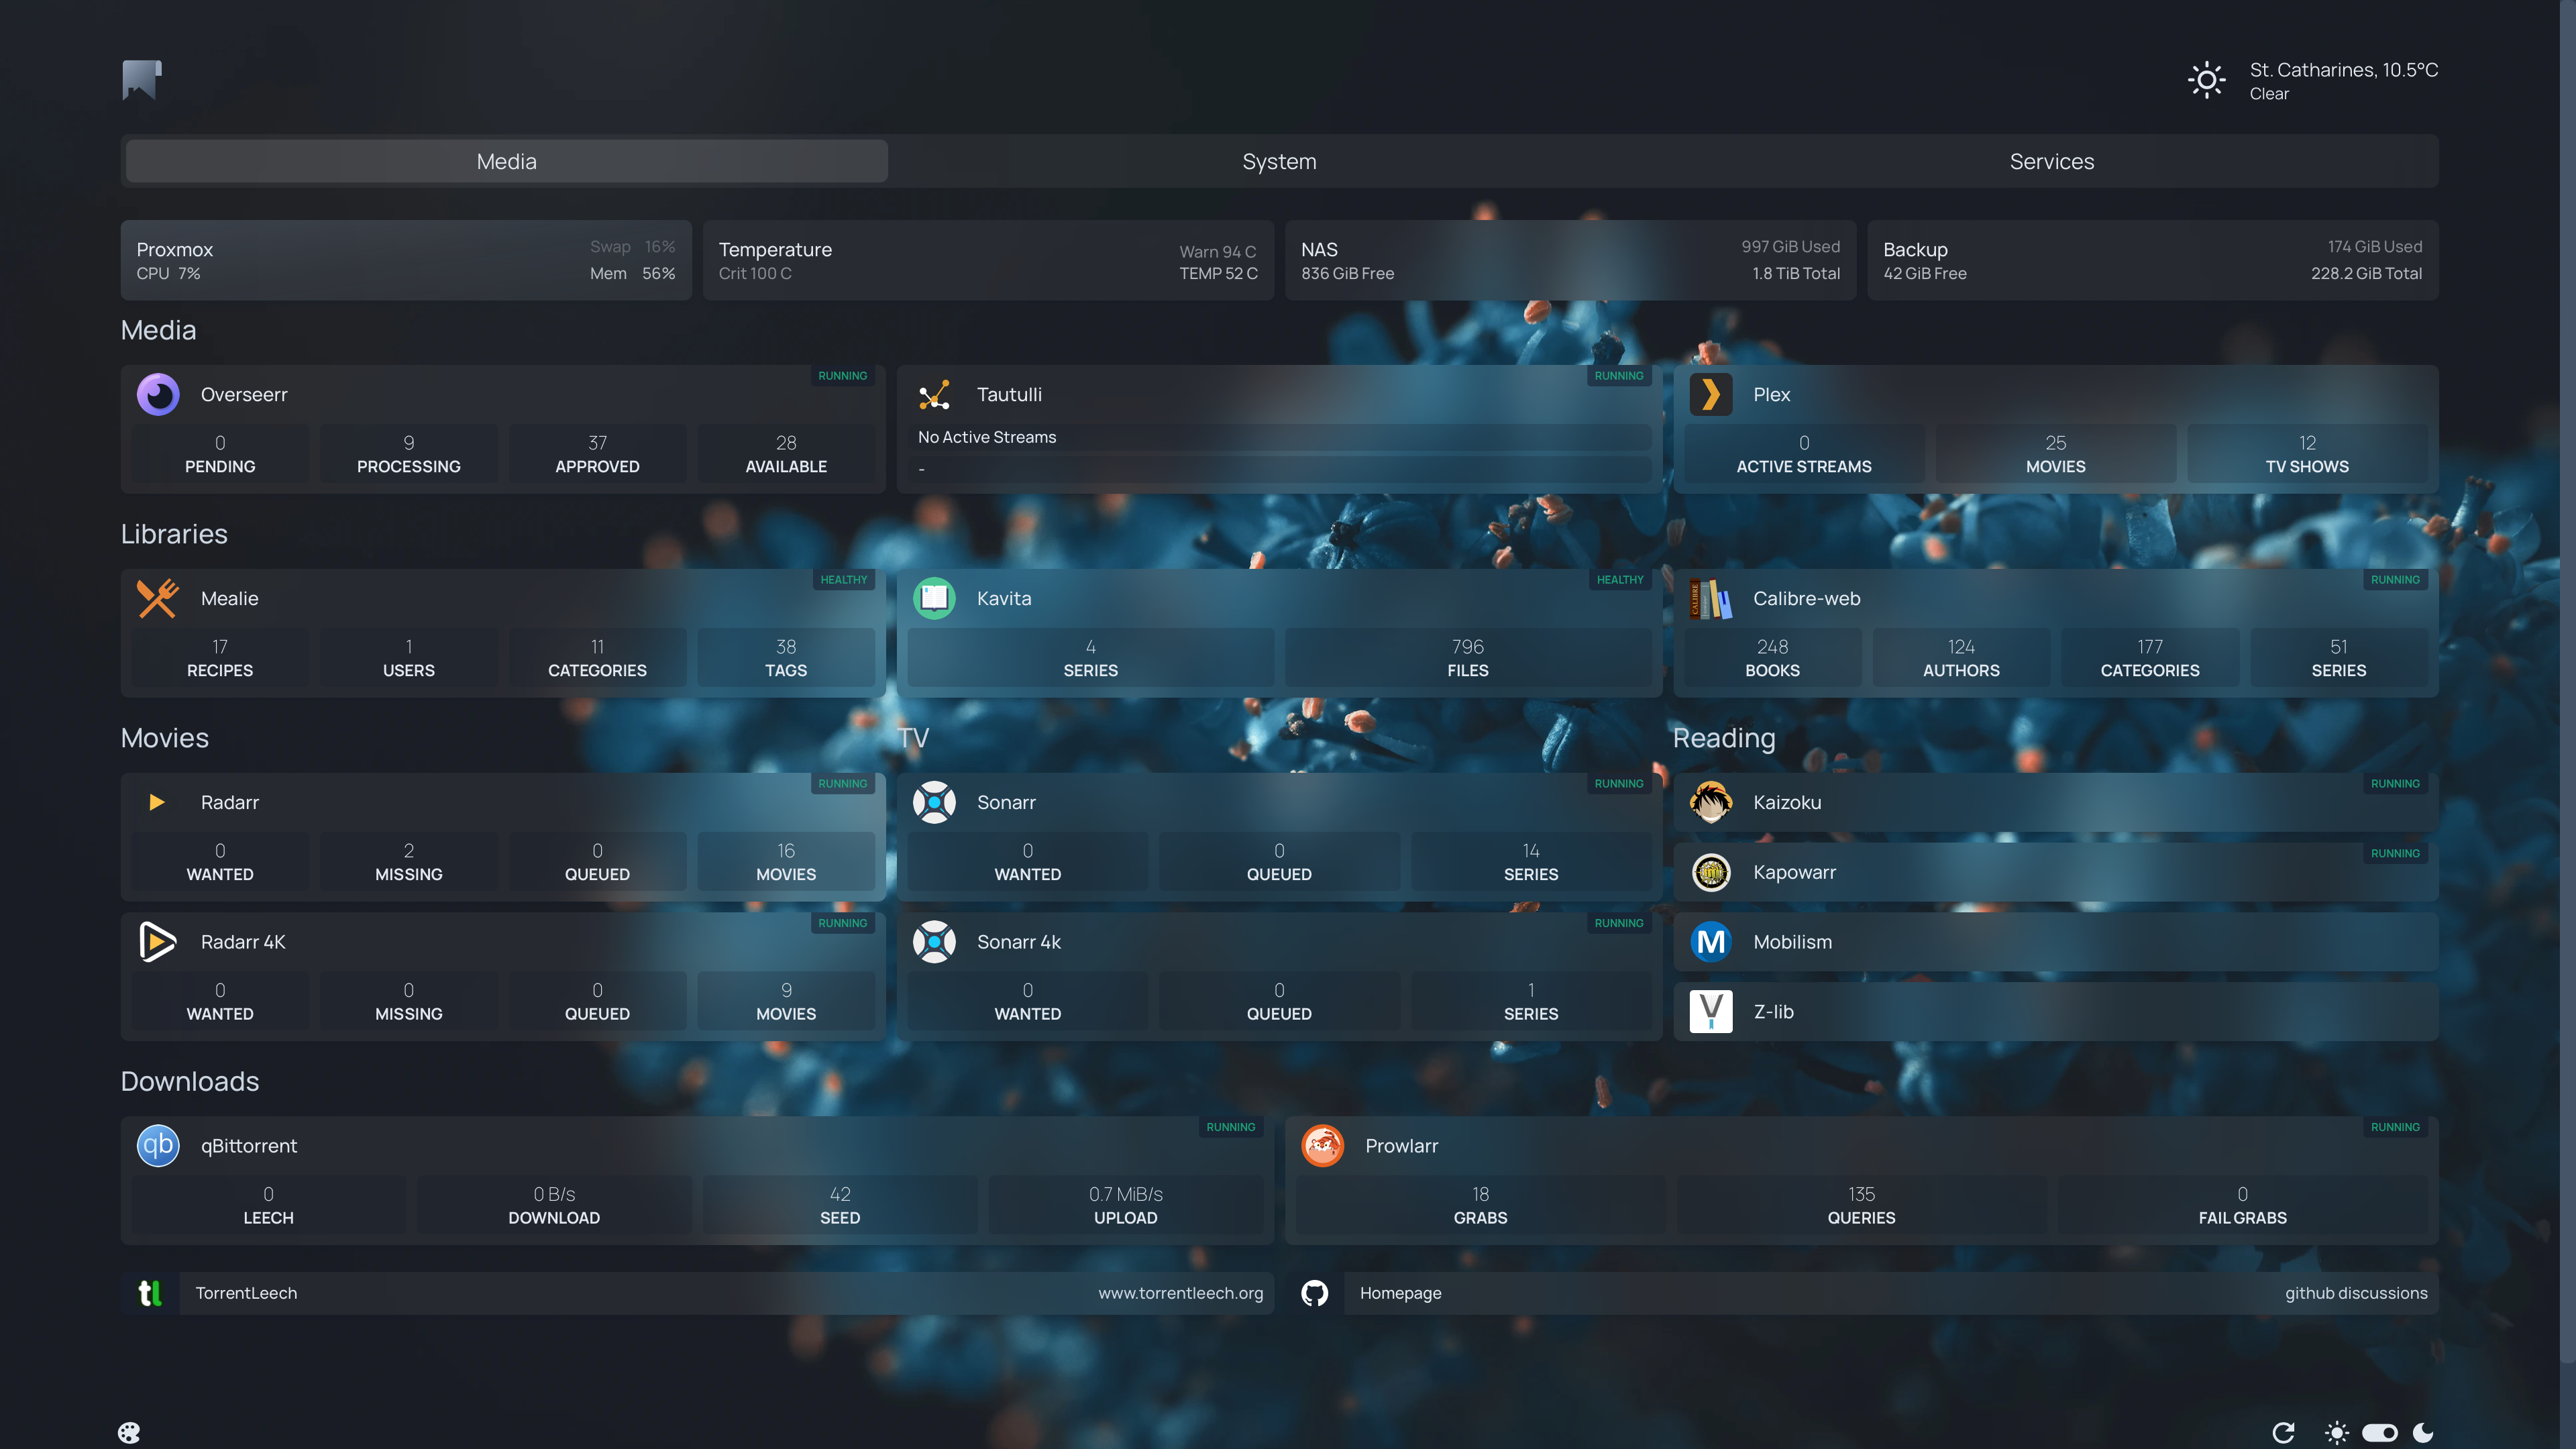 St. Catharines, 10.5°C
Clear
Media
System
Services
Proxmox
Swap 16%
CPU 7%
Mem 56%
Temperature
Warn 94 C
Crit 100 C
TEMP 52 C
NAS
997 GiB Used
836 GiB Free
1.8 TiB Total
Backup
174 GiB Used
42 GiB Free
228.2 GiB Total
Media
Overseerr
RUNNING
0 9 37 28
PENDING PROCESSING APPROVED AVAILABLE
Tautulli
RUNNING
No Active Streams
-
Plex
0 25 12
ACTIVE STREAMS MOVIES TV SHOWS
Libraries
Mealie
HEALTHY
17 1 11 38
RECIPES USERS CATEGORIES TAGS
Kavita
HEALTHY
4 796
SERIES FILES
CALIBRE
Calibre-web
RUNNING
248 124 177 51
BOOKS AUTHORS CATEGORIES SERIES
Movies
Radarr
RUNNING
0 2 0 16
WANTED MISSING QUEUED MOVIES
Radarr 4K
RUNNING
0 0 0 9
WANTED MISSING QUEUED MOVIES
TV
Sonarr
RUNNING
0 0 14
WANTED QUEUED SERIES
Sonarr 4k
RUNNING
0 0 1
WANTED QUEUED SERIES
Reading
Kaizoku
RUNNING
Kapowarr
RUNNING
M
Mobilism
Z-lib
Downloads
qb
qBittorrent
RUNNING
0 0 B/s 42 0.7 MiB/s
LEECH DOWNLOAD SEED UPLOAD
Prowlarr
RUNNING
18 135 0
GRABS QUERIES FAIL GRABS
tl
TorrentLeech
www.torrentleech.org
Homepage
github discussions